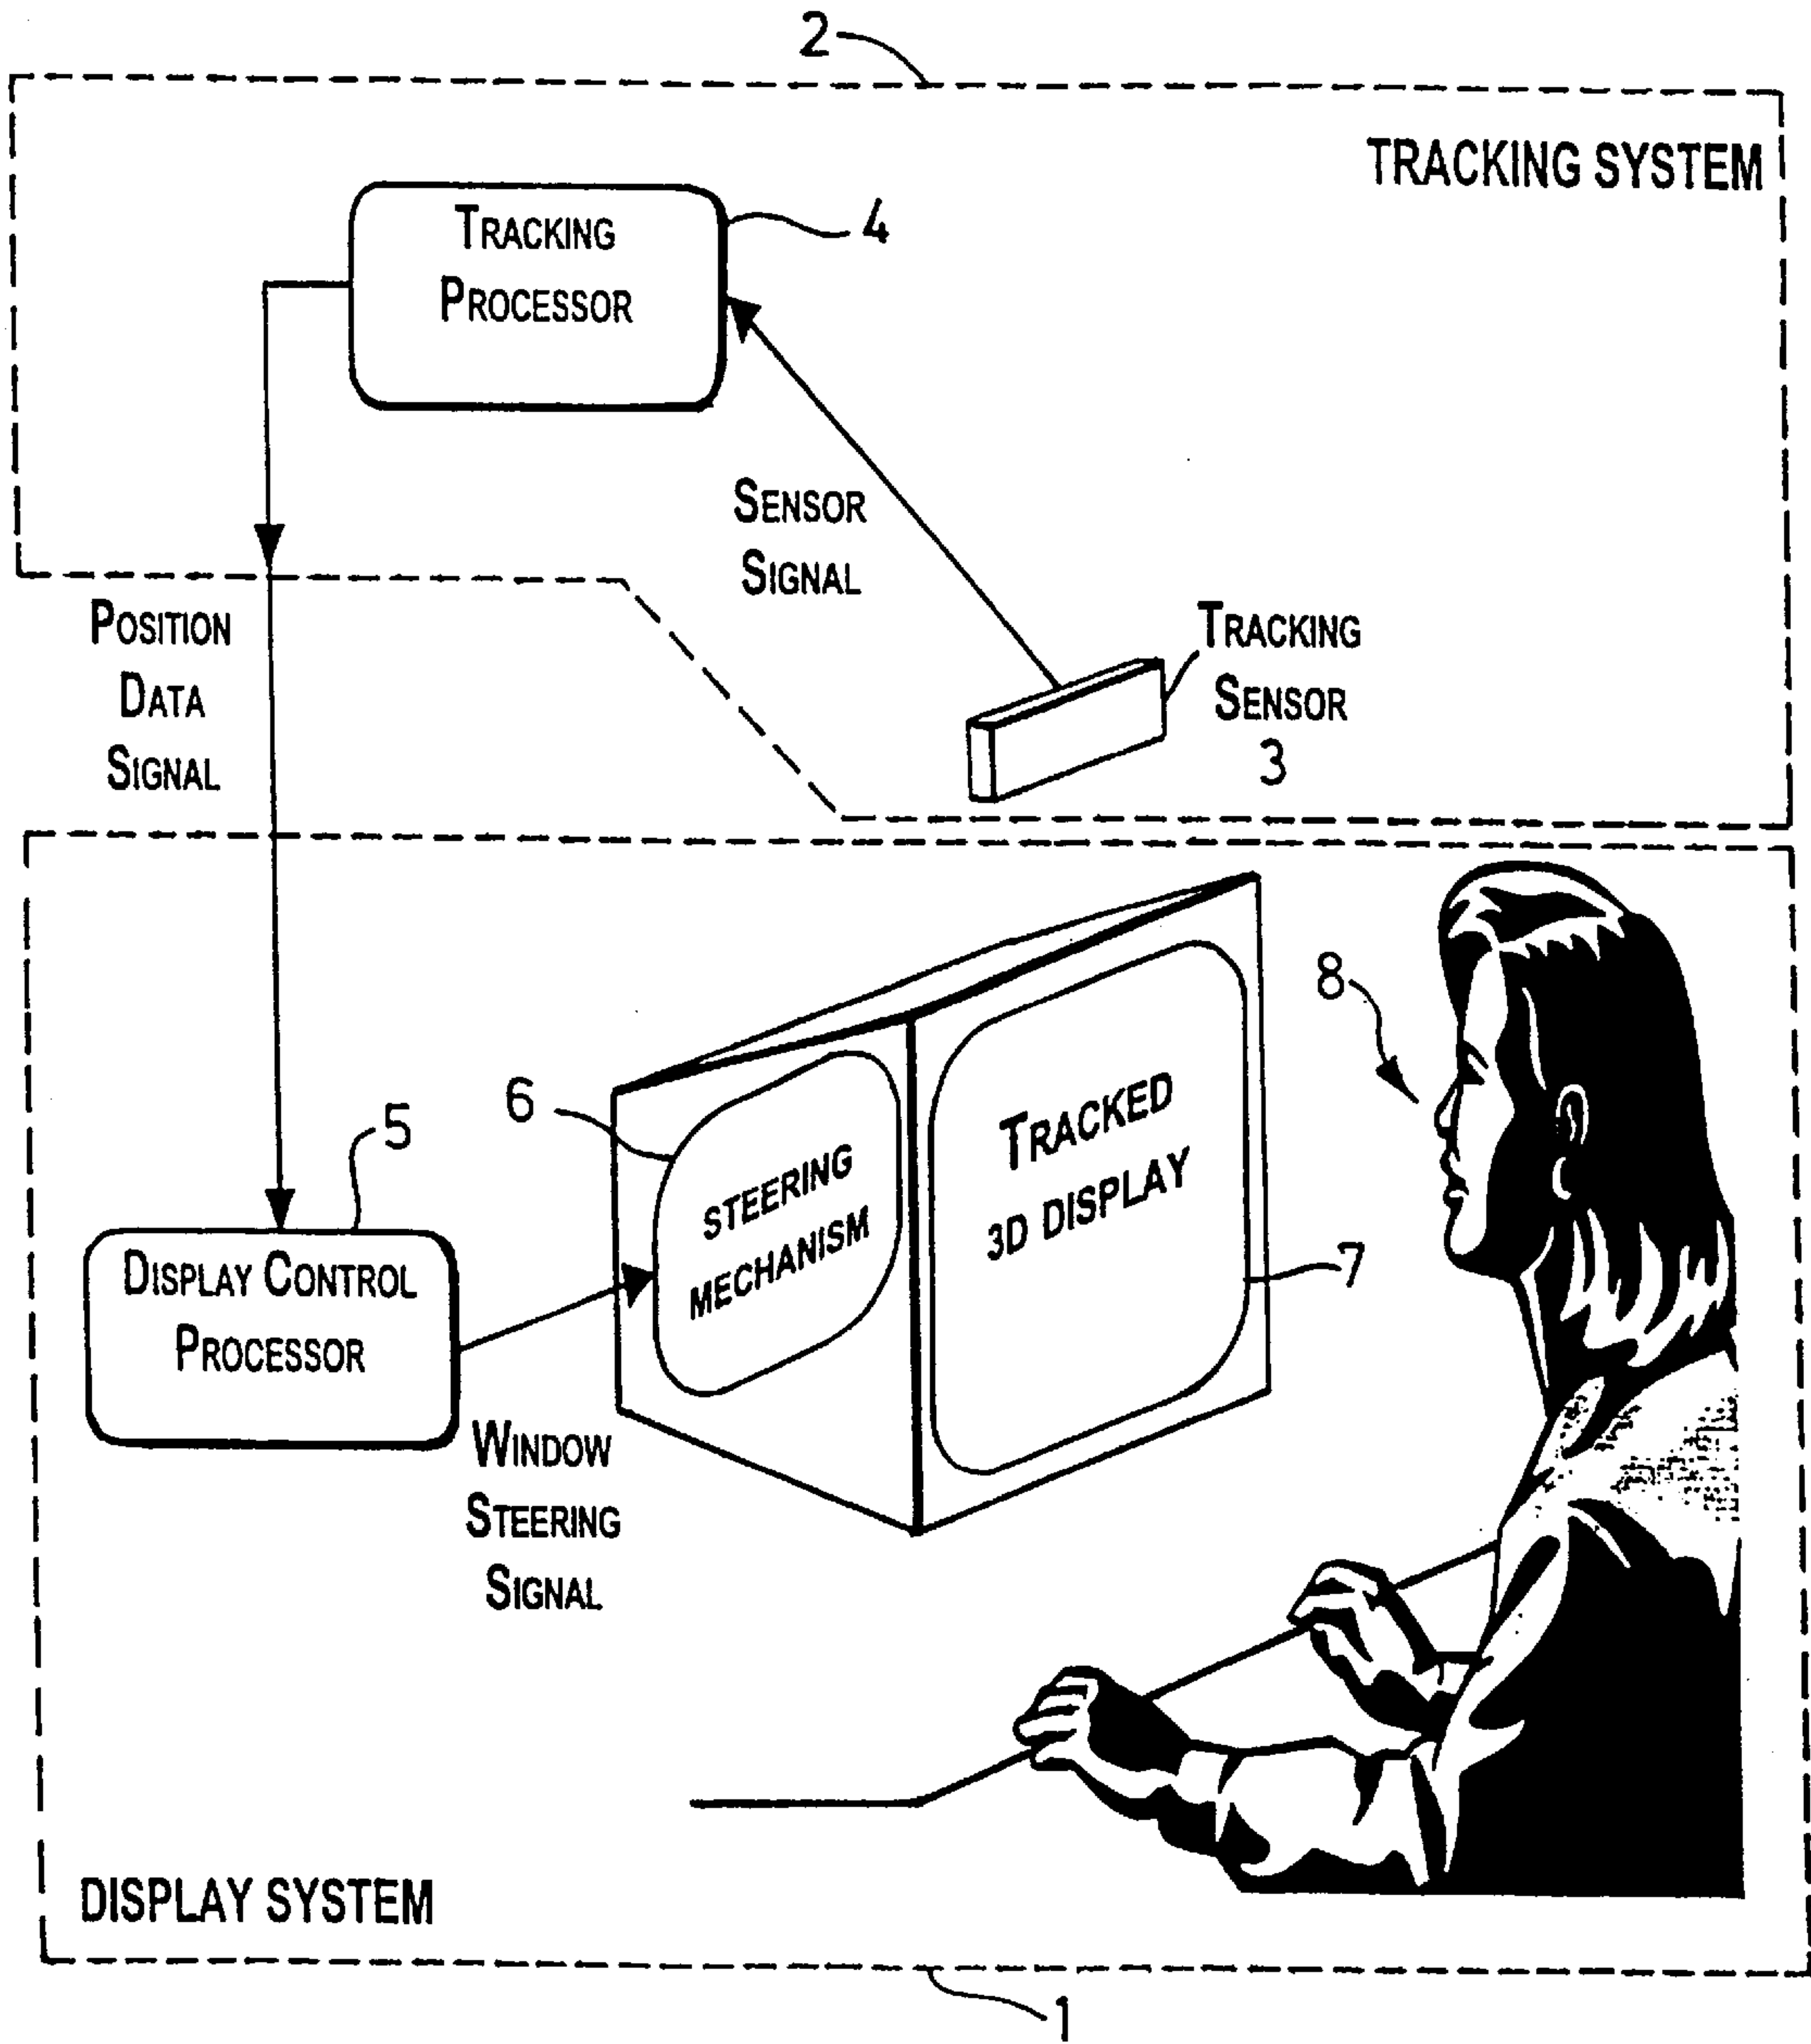 2
TRACKING SYSTEM
TRACKING
PROCESSOR
4
SENSOR
SIGNAL
POSITION
DATA
SIGNAL
TRACKING
SENSOR
3
8
6
STEERING
MECHANISM
TRACKED
3D DISPLAY
7
5
DISPLAY CONTROL
PROCESSOR
WINDOW
STEERING
SIGNAL
DISPLAY SYSTEM
1